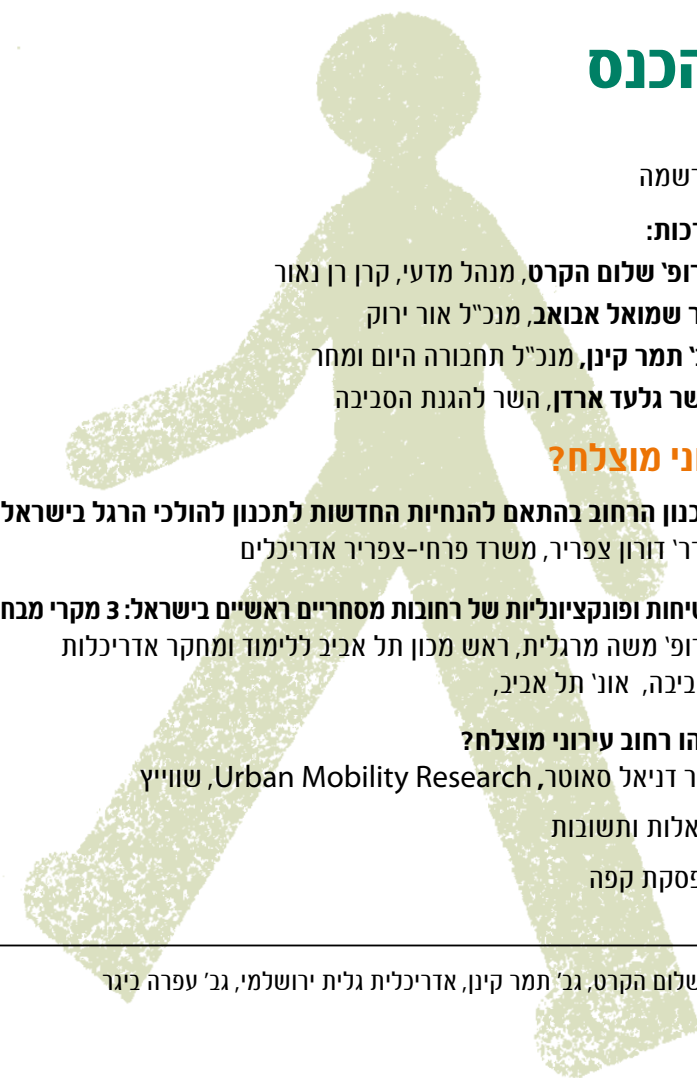 הכנס
רשמה
רכות:
רופ' שלום הקרט, מנהל מדעי, קרן רן נאור
ר שמואל אבואב, מנכ"ל אור ירוק
ב' תמר קינן, מנכ"ל תחבורה היום ומחר
שר גלעד ארדן, השר להגנת הסביבה
וני מוצלח?
כנון הרחוב בהתאם להנחיות החדשות לתכנון להולכי הרגל בישראל
דר' דורון צפריר, משרד פרחי-צפריר אדריכלים
טיחות ופונקציונליות של רחובות מסחריים ראשיים בישראל: 3 מקרי מבח
רופ' משה מרגלית, ראש מכון תל אביב ללימוד ומחקר אדריכלות
ביבה, אונ' תל אביב,
הו רחוב עירוני מוצלח?
ר דניאל סאוטר, Urban Mobility Research, שווייץ
אלות ותשובות
פסקת קפה
שלום הקרט, גב' תמר קינן, אדריכלית גלית ירושלמי, גב' עפרה ביגר